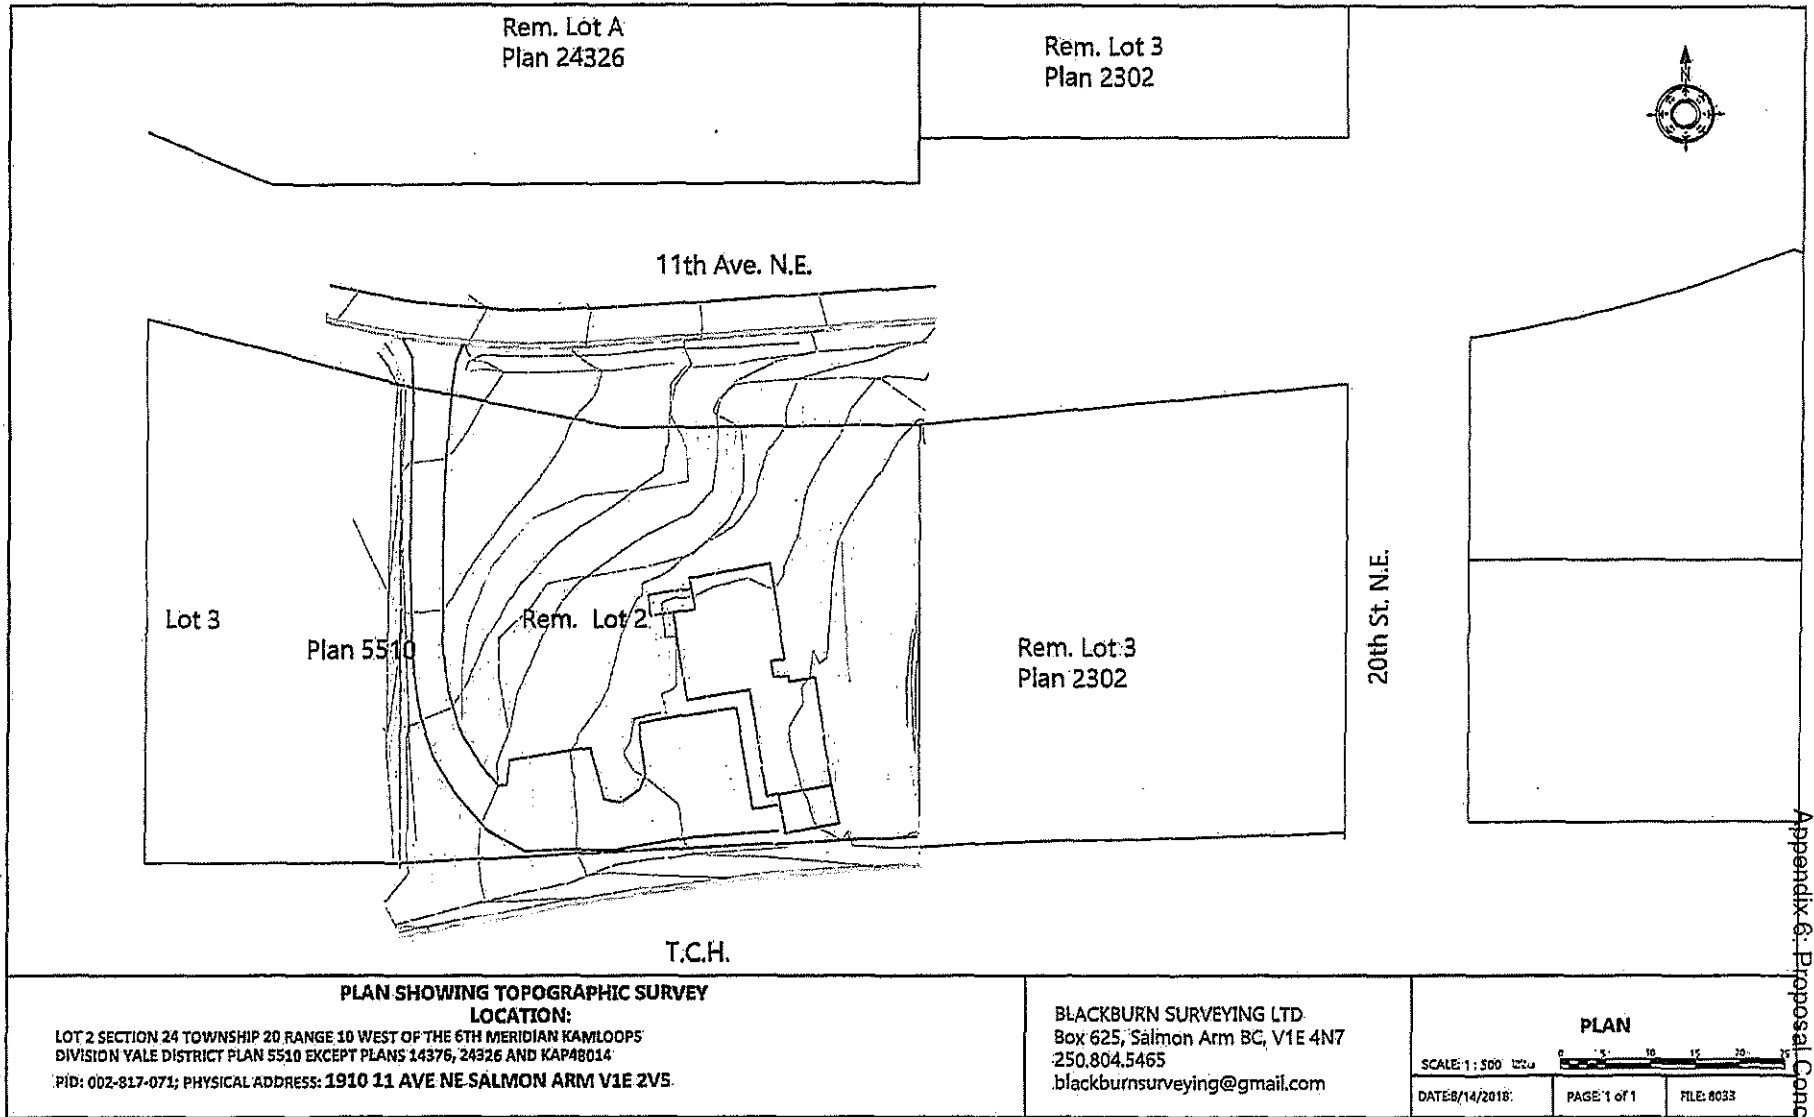 Rem. Lot A
Plan 24326
Rem. Lot 3
Plan 2302
N
11th Ave. N.E.
Lot 3
Plan 5510
Rem. Lot 2
Rem. Lot 3
Plan 2302
20th St. N.E.
T.C.H.
PLAN SHOWING TOPOGRAPHIC SURVEY
LOCATION:
LOT 2 SECTION 24 TOWNSHIP 20 RANGE 10 WEST OF THE 6TH MERIDIAN KAMLOOPS
DIVISION YALE DISTRICT PLAN 5510 EXCEPT PLANS 14376, 24326 AND KAP48014
PID: 002-817-071; PHYSICAL ADDRESS: 1910 11 AVE NE SALMON ARM V1E 2V5
BLACKBURN SURVEYING LTD
Box 625, Salmon Arm BC, V1E 4N7
250.804.5465
blackburnsurveying@gmail.com
PLAN
SCALE 1 : 500
0 5 10 15 20 25
DATE:8/14/2018
PAGE: 1 of 1
FILE: 8033
Appendix 6: Proposal